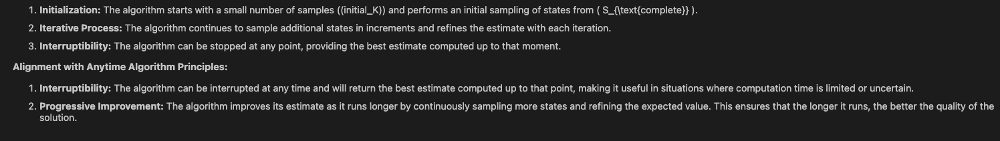 1. Initialization: The algorithm starts with a small number of samples ((initial_K)) and performs an initial sampling of states from ( S_{\text{complete}} ).
2. Iterative Process: The algorithm continues to sample additional states in increments and refines the estimate with each iteration.
3. Interruptibility: The algorithm can be stopped at any point, providing the best estimate computed up to that moment.
Alignment with Anytime Algorithm Principles:
1. Interruptibility: The algorithm can be interrupted at any time and will return the best estimate computed up to that point, making it useful in situations where computation time is limited or uncertain.
2. Progressive Improvement: The algorithm improves its estimate as it runs longer by continuously sampling more states and refining the expected value. This ensures that the longer it runs, the better the quality of the
solution.